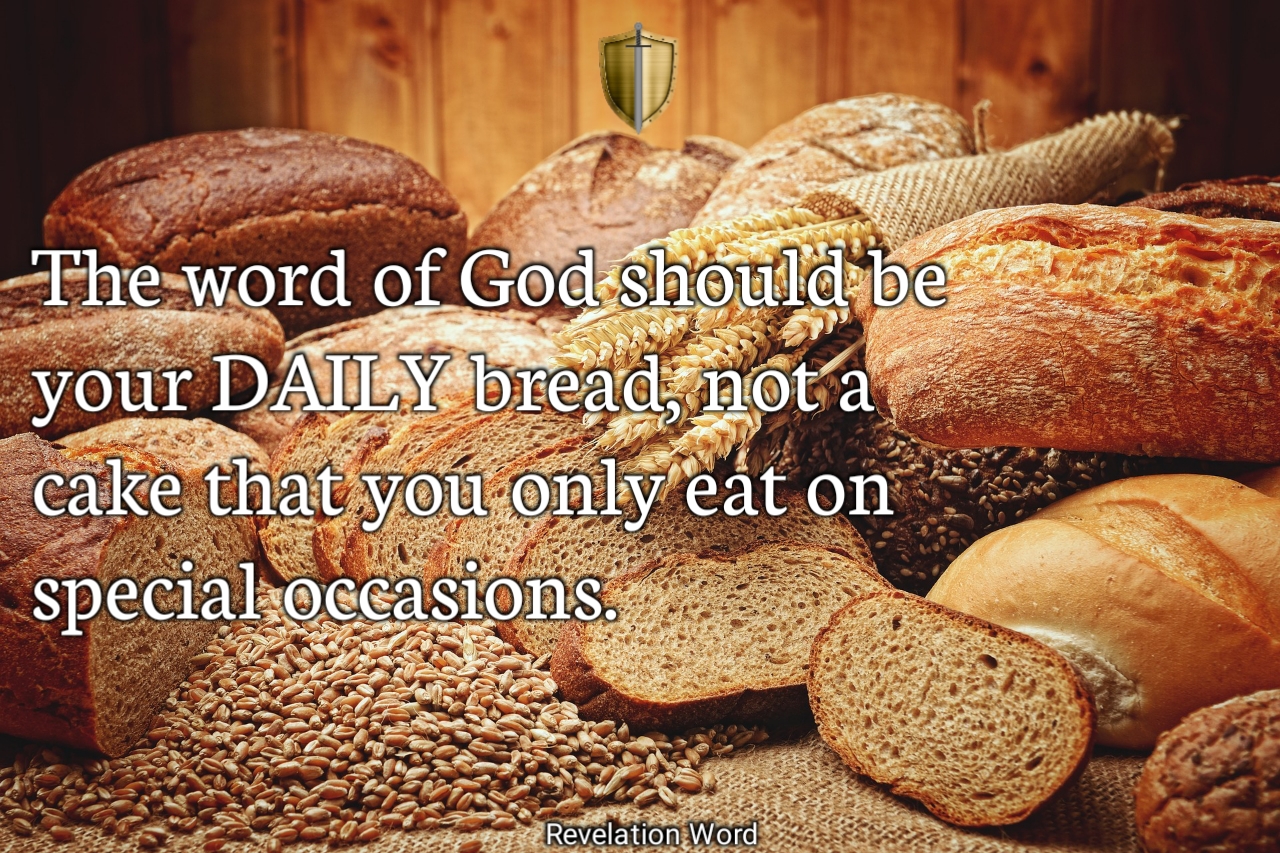 The word of God should be
your DAILY bread, not a
cake that you only eat on
special occasions.
Revelation Word